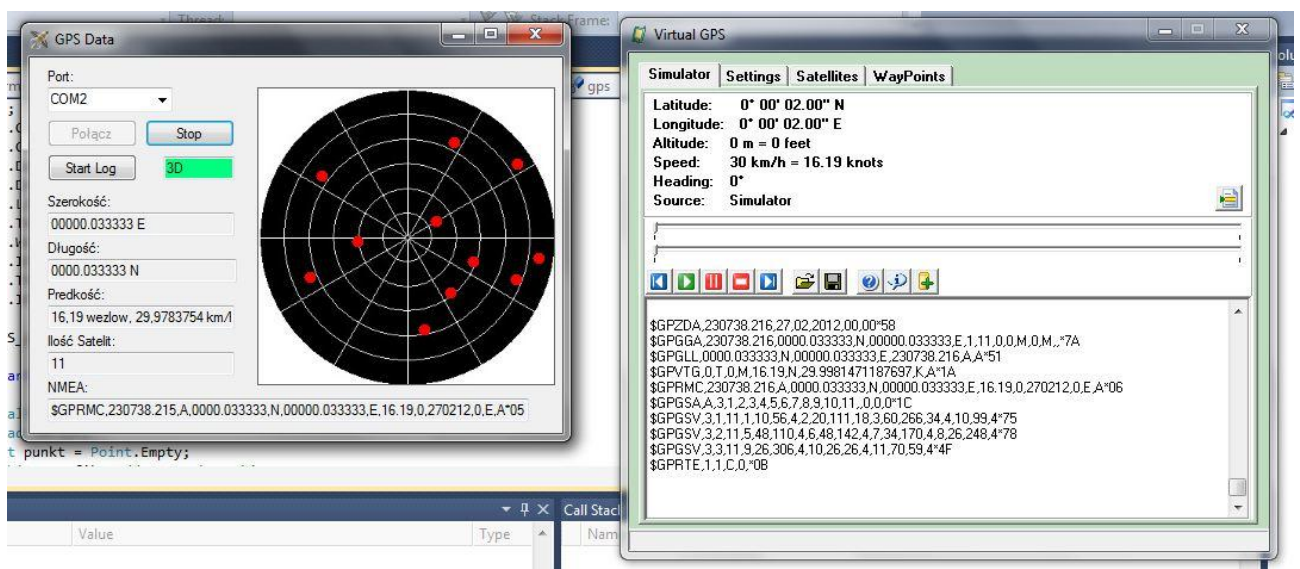 Thread:
Stack Frame:
GPS Data
Port:
COM2
Połącz
Stop
Start Log
3D
Szerokość:
00000.033333 E
Długość:
0000.033333 N
Predkość:
16,19 wezlow, 29,9783754 km/
Ilość Satelit:
11
NMEA:
$GPRMC,230738.215,A,0000.033333,N,00000.033333,E,16.19,0,270212,0,E,A*05
gps
t punkt = Point.Empty;
Value
Type
Call Stack
Nam
Virtual GPS
Simulator
Settings
Satellites
WayPoints
Latitude: 0° 00' 02.00" N
Longitude: 0° 00' 02.00" E
Altitude: 0 m = 0 feet
Speed: 30 km/h = 16.19 knots
Heading: 0°
Source: Simulator
$GPZDA,230738.216,27,02,2012,00,00*58
$GPGGA,230738.216,0000.033333,N,00000.033333,E,1,11,0,0,M,0,M,,*7A
$GPGLL,0000.033333,N,00000.033333,E,230738.216,A,A*51
$GPVTG,0,T,0,M,16.19,N,29.9981471187697,K,A*1A
$GPRMC,230738.216,A,0000.033333,N,00000.033333,E,16.19,0,270212,0,E,A*06
$GPGSA,A,3,1,2,3,4,5,6,7,8,9,10,11,,0,0,0*1C
$GPGSV,3,1,11,1,10,56,4,2,20,111,18,3,60,266,34,4,10,99,4*75
$GPGSV,3,2,11,5,48,110,4,6,48,142,4,7,34,170,4,8,26,248,4*78
$GPGSV,3,3,11,9,26,306,4,10,26,26,4,11,70,59,4*4F
$GPRTE,1,1,C,0,*0B